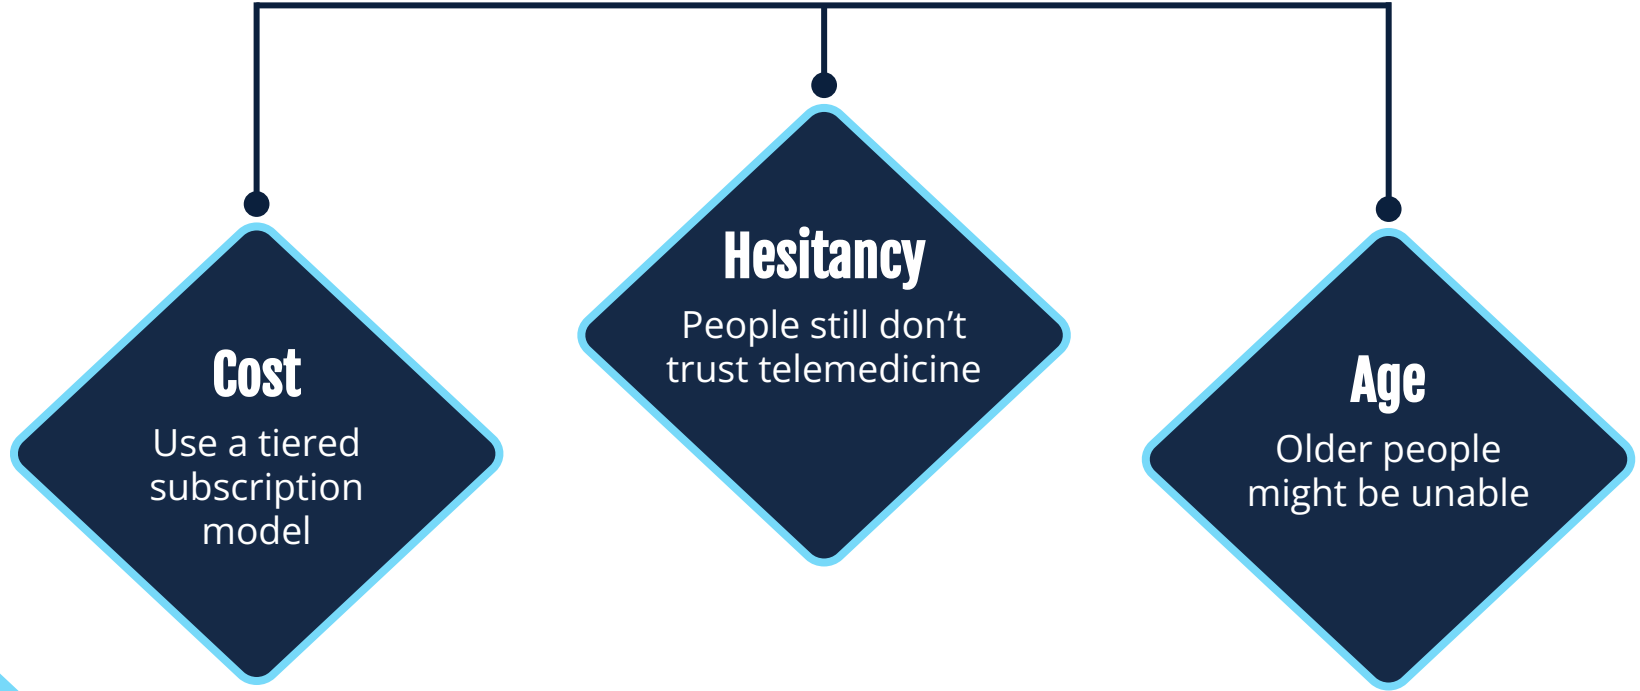 Cost
Use a tiered
subscription
model
Hesitancy
People still don’t
trust telemedicine
Age
Older people
might be unable